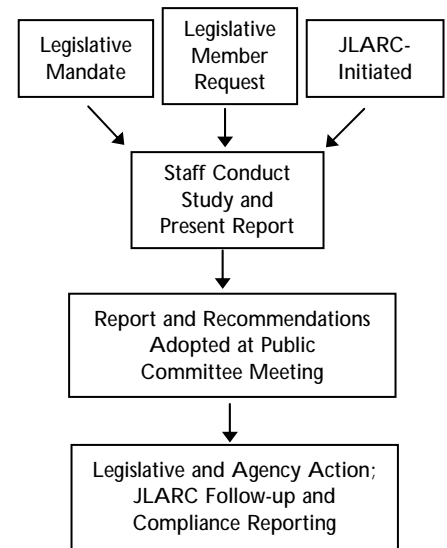 Legislative
Mandate
Legislative
Member
Request
JLARC-
Initiated
Staff Conduct
Study and
Present Report
Report and Recommendations
Adopted at Public
Committee Meeting
Legislative and Agency Action;
JLARC Follow-up and
Compliance Reporting